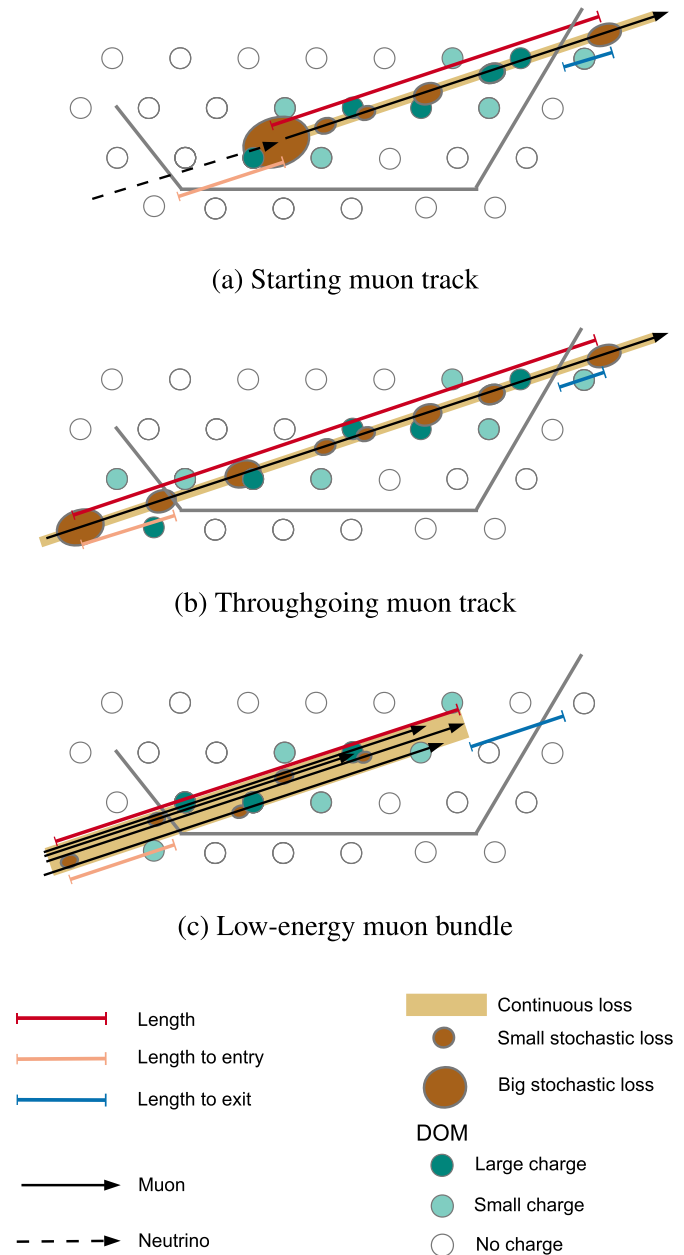 (a) Starting muon track
(b) Throughgoing muon track
(c) Low-energy muon bundle
Length
Length to entry
Length to exit
Muon
Neutrino
Continuous loss
Small stochastic loss
Big stochastic loss
DOM
Large charge
Small charge
No charge